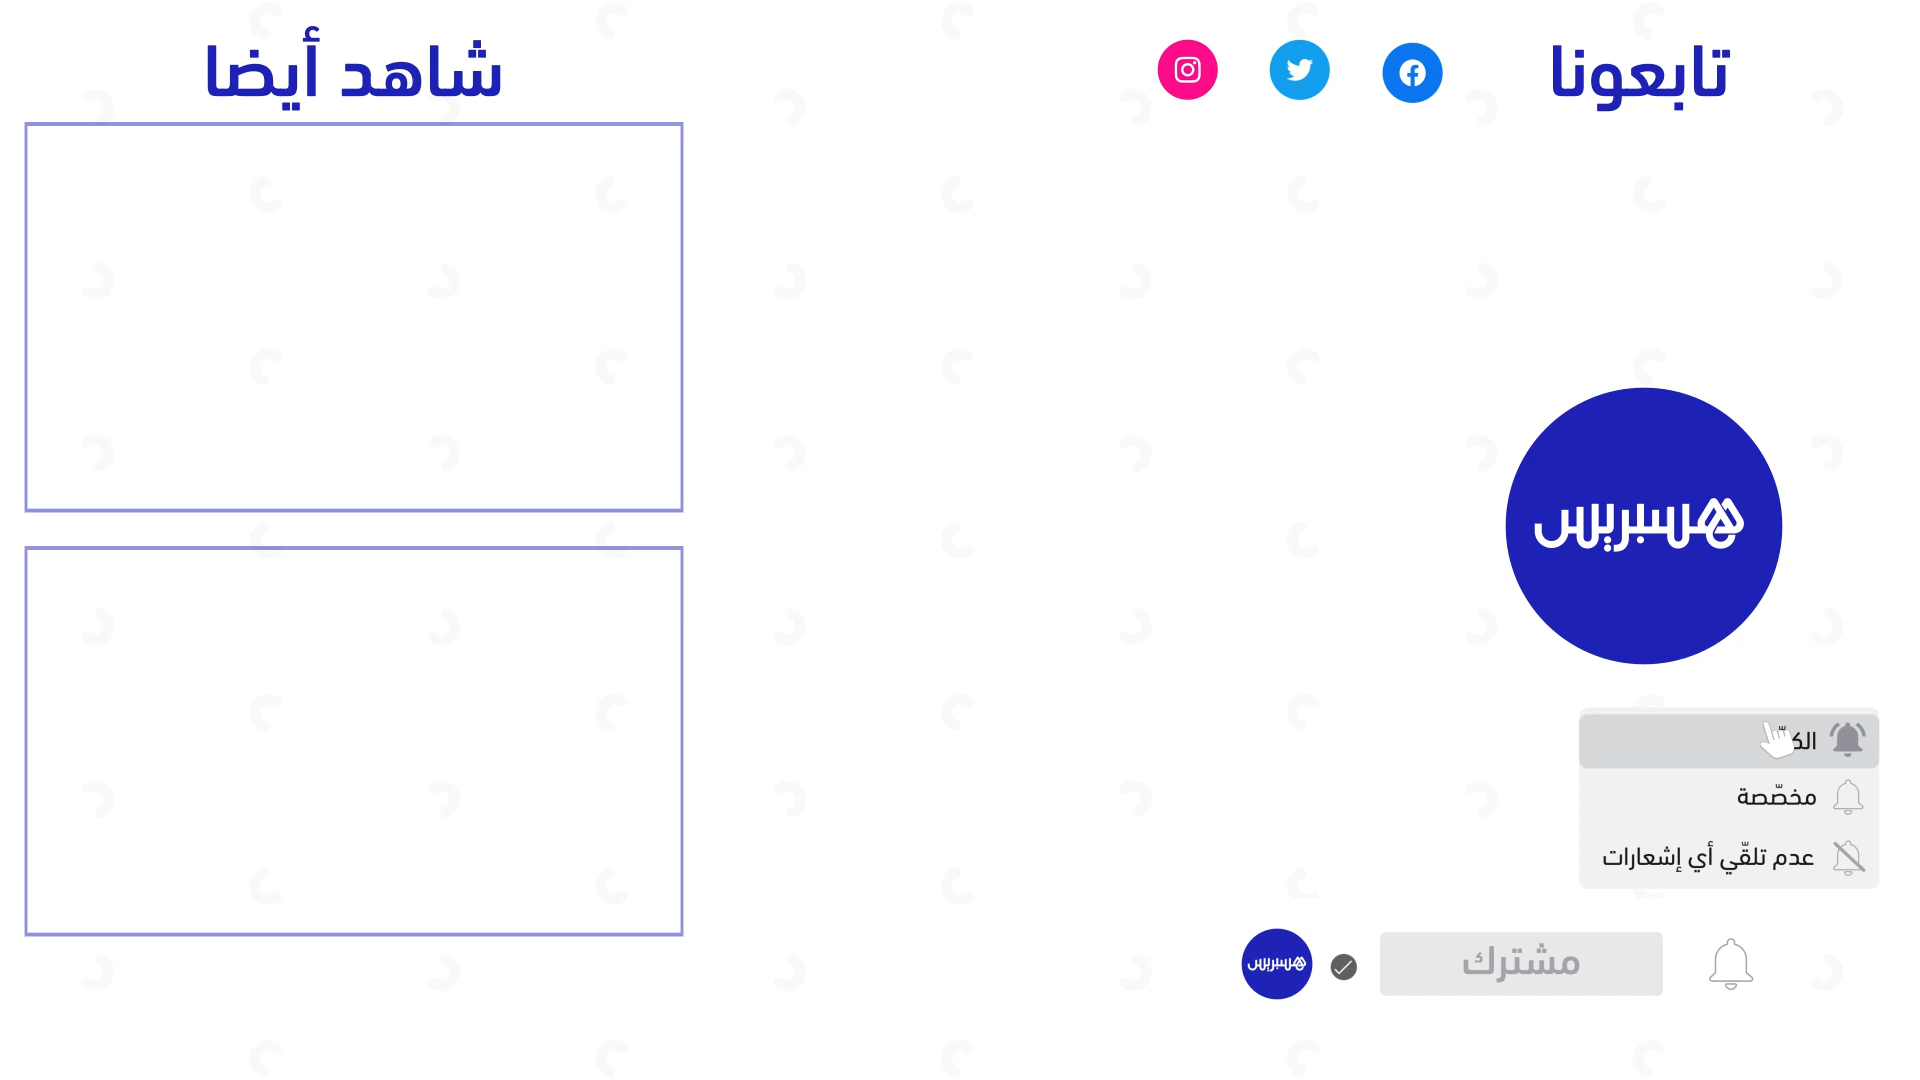 تابعونا
شاهد أيضا
هسبريس
مخصّصة
عدم تلقّي أي إشعارات
هسبريس
مشترك